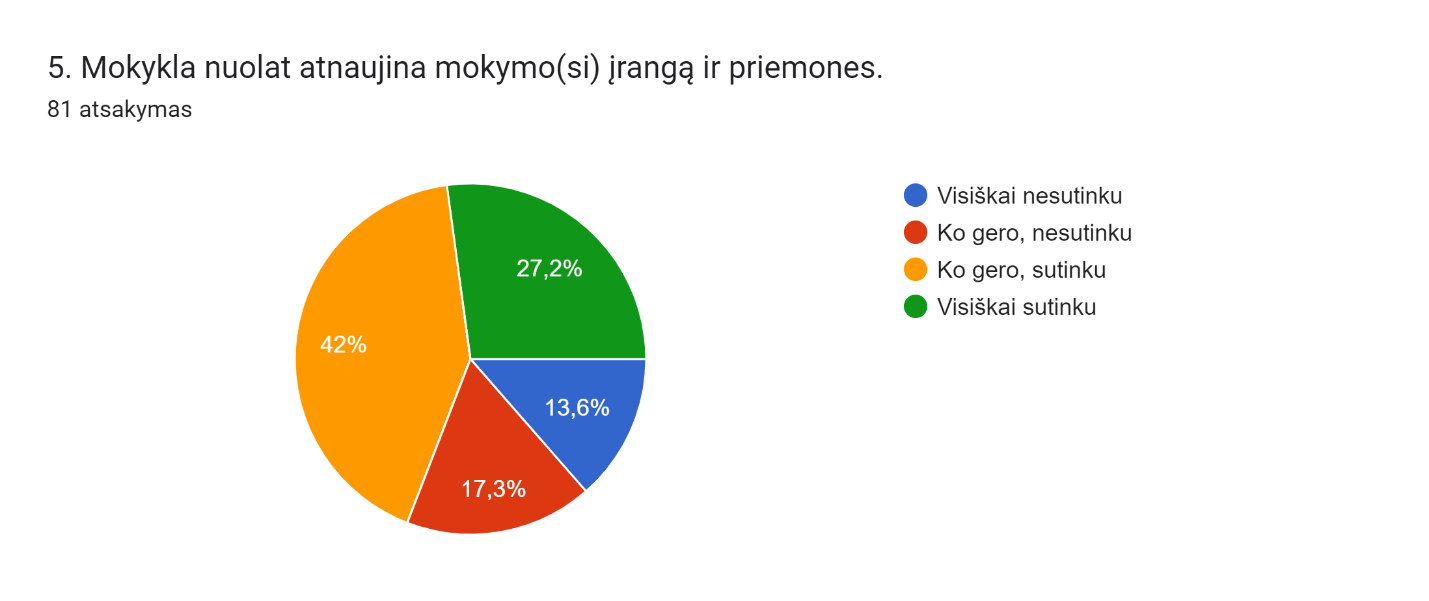 5. Mokykla nuolat atnaujina mokymo(si) įrangą ir priemones.
81 atsakymas
Visiškai nesutinku
Ko gero, nesutinku
Ko gero, sutinku
Visiškai sutinku
27,2%
42%
13,6%
17,3%